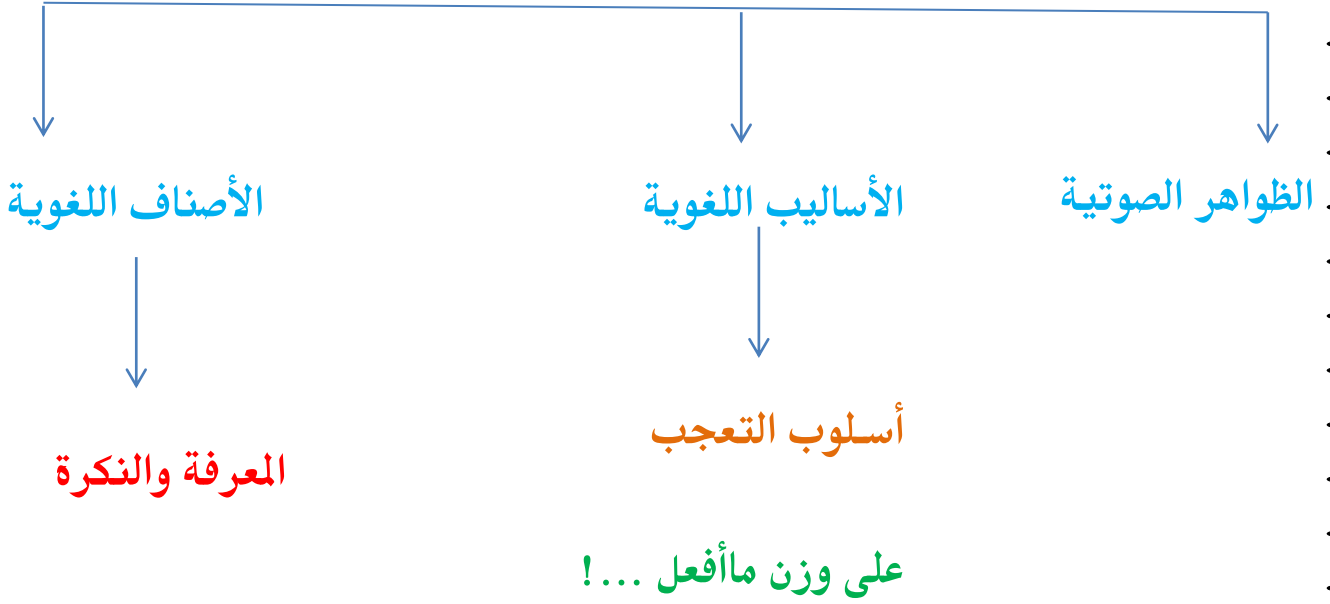 الظواهر الصوتية
الأساليب اللغوية
الأصناف اللغوية
أسلوب التعجب
المعرفة والنكرة
على وزن ماأفعل ...!